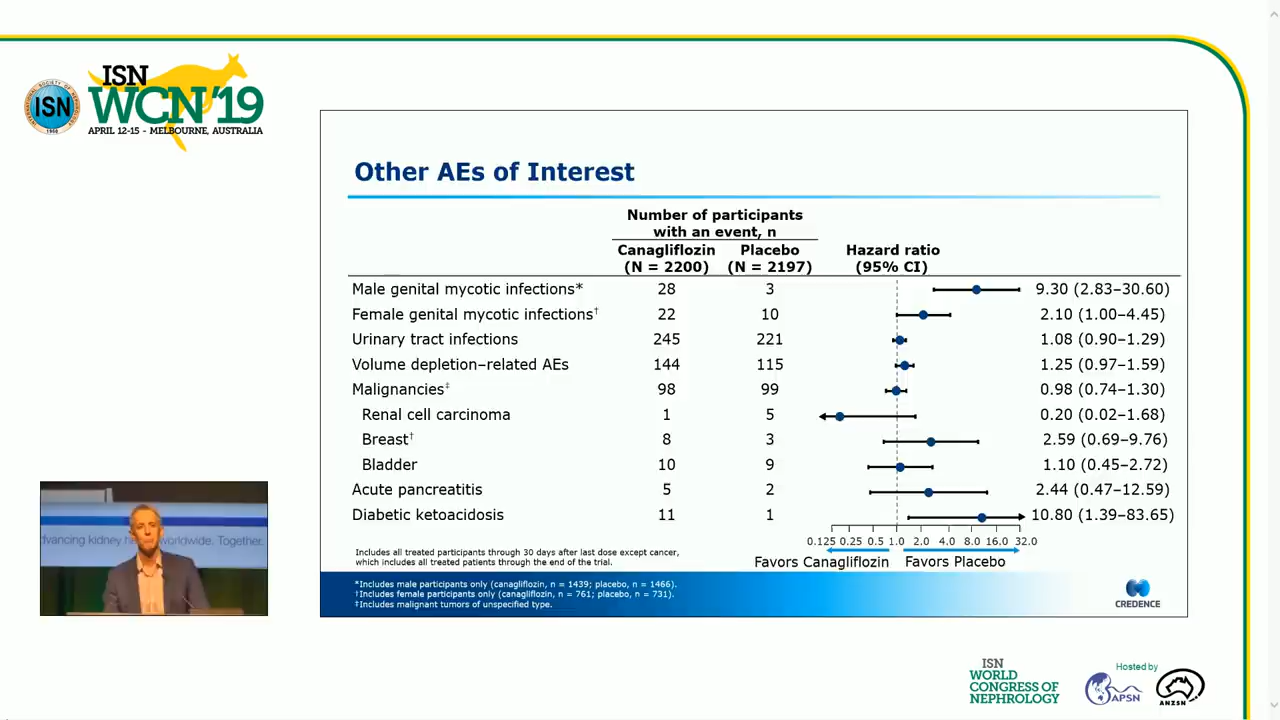 ISN
WCN'19
APRIL 12-15 - MELBOURNE, AUSTRALIA
ISN
Other AEs of Interest
Number of participants
with an event, n
Canagliflozin Placebo Hazard ratio
(N = 2200) (N = 2197) (95% CI)
Male genital mycotic infections* 28 3 9.30 (2.83–30.60)
Female genital mycotic infections† 22 10 2.10 (1.00–4.45)
Urinary tract infections 245 221 1.08 (0.90–1.29)
Volume depletion–related AEs 144 115 1.25 (0.97–1.59)
Malignancies‡ 98 99 0.98 (0.74–1.30)
Renal cell carcinoma 1 5 0.20 (0.02–1.68)
Breast† 8 3 2.59 (0.69–9.76)
Bladder 10 9 1.10 (0.45–2.72)
Acute pancreatitis 5 2 2.44 (0.47–12.59)
Diabetic ketoacidosis 11 1 10.80 (1.39–83.65)
0.125 0.25 0.5 1.0 2.0 4.0 8.0 16.0 32.0
Favors Canagliflozin Favors Placebo
Includes all treated participants through 30 days after last dose except cancer,
which includes all treated patients through the end of the trial.
*Includes male participants only (canagliflozin, n = 1439; placebo, n = 1466).
†Includes female participants only (canagliflozin, n = 761; placebo, n = 731).
‡Includes malignant tumors of unspecified type.
CREDENCE
worldwide. Together.
ISN
WORLD
CONGRESS OF
NEPHROLOGY
Hosted by
APSN
ANZSN